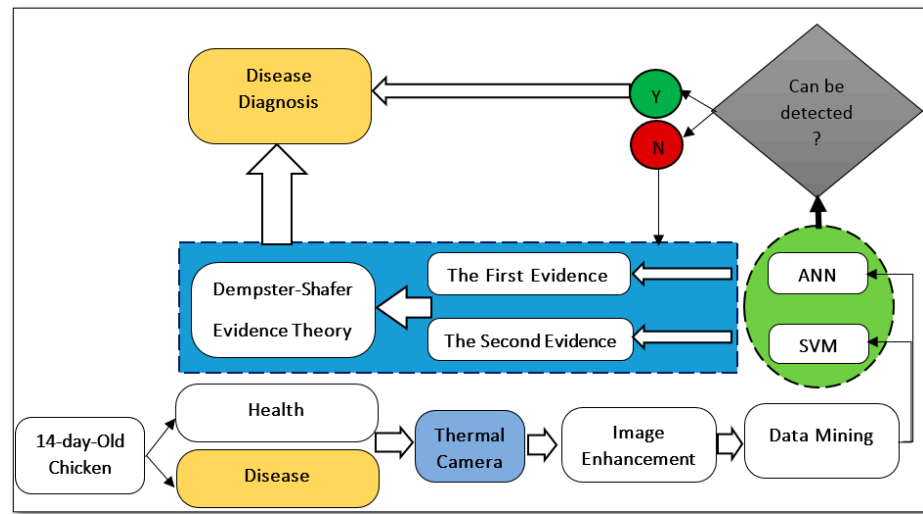 Disease
Diagnosis
Y
N
Can be
detected
?
Dempster-Shafer
Evidence Theory
The First Evidence
The Second Evidence
ANN
SVM
14-day-Old
Chicken
Health
Disease
Thermal
Camera
Image
Enhancement
Data Mining